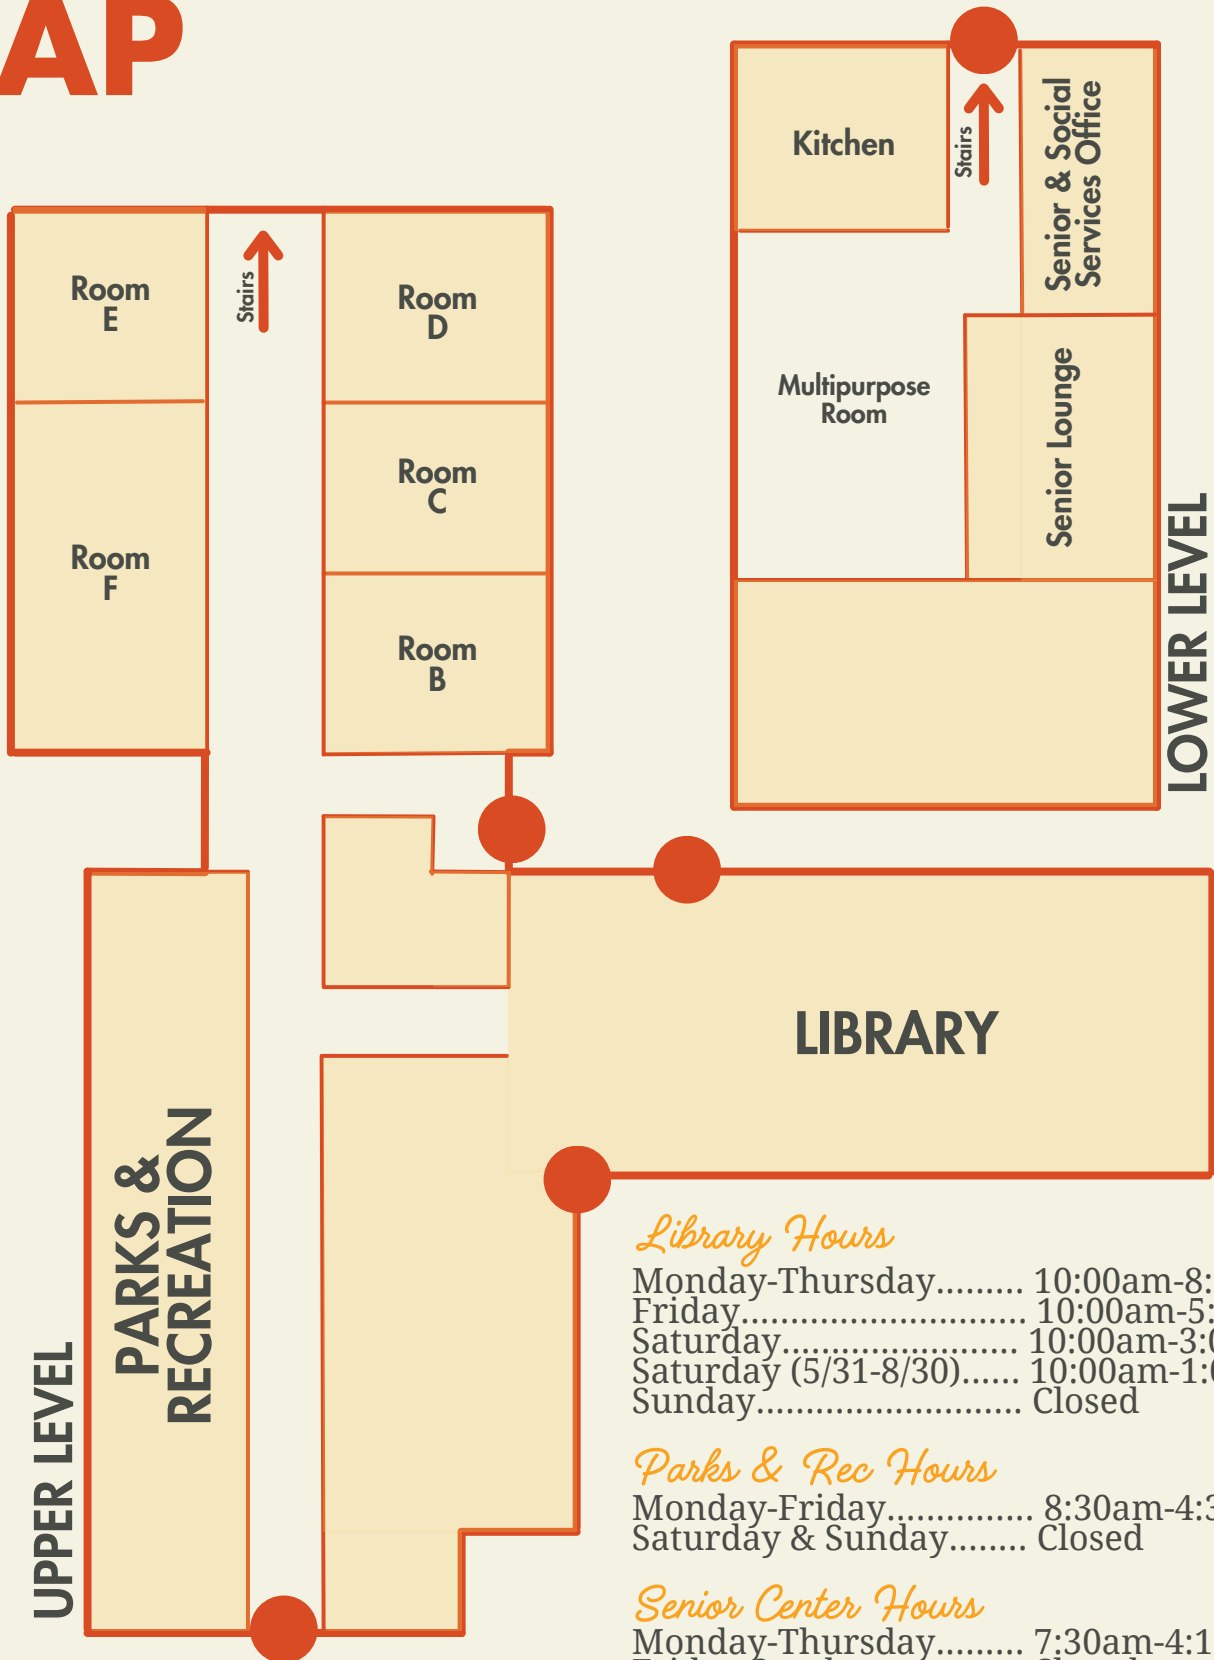 AP
Kitchen
Stairs
Senior & Social
Services Office
Room
E
Stairs
Room
D
Multipurpose
Room
Senior Lounge
Room
C
Room
F
Room
B
LOWER LEVEL
LIBRARY
PARKS &
RECREATION
UPPER LEVEL
Library Hours
Monday-Thursday......... 10:00am-8:
Friday............................. 10:00am-5:
Saturday........................ 10:00am-3:0
Saturday (5/31-8/30)...... 10:00am-1:0
Sunday........................... Closed
Parks & Rec Hours
Monday-Friday............... 8:30am-4:3
Saturday & Sunday........ Closed
Senior Center Hours
Monday-Thursday......... 7:30am-4:1